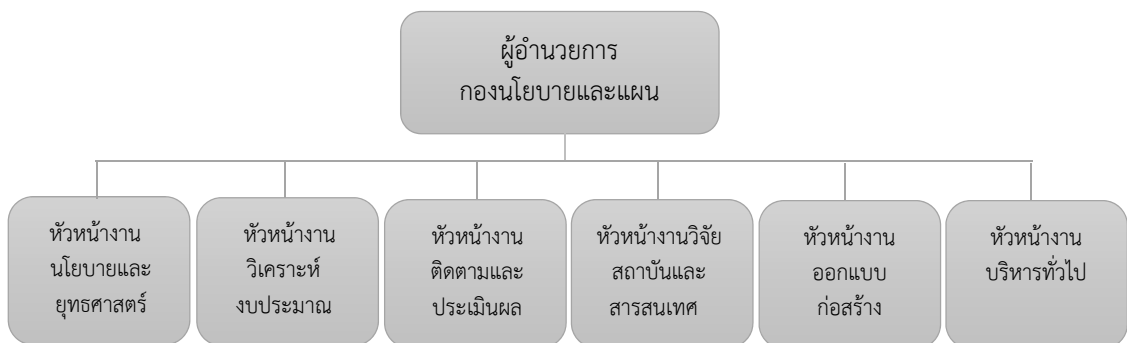 ผู้อำนวยการ
กองนโยบายและแผน
หัวหน้างาน
นโยบายและ
ยุทธศาสตร์
หัวหน้างาน
วิเคราะห์
งบประมาณ
หัวหน้างาน
ติดตามและ
ประเมินผล
หัวหน้างานวิจัย
สถาบันและ
สารสนเทศ
หัวหน้างาน
ออกแบบ
ก่อสร้าง
หัวหน้างาน
บริหารทั่วไป